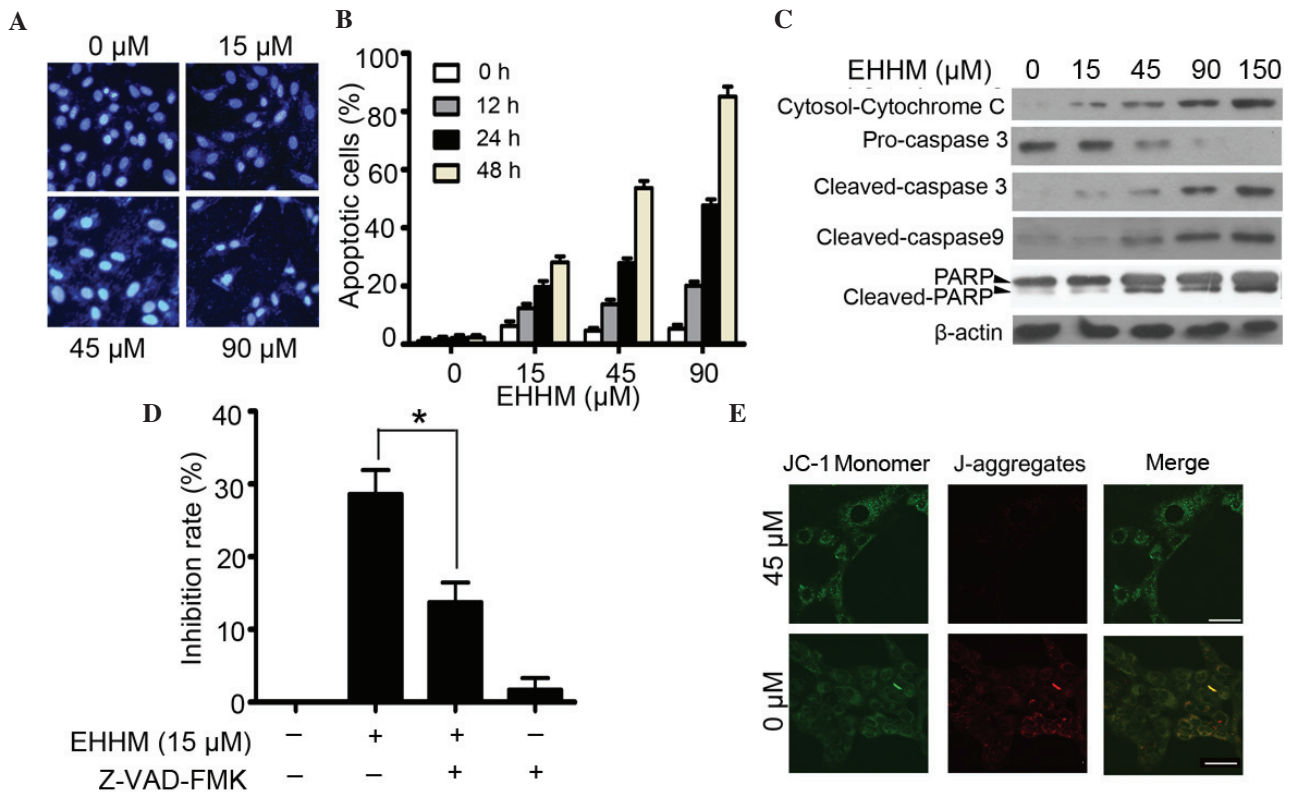 A
0 µM 15 µM
45 µM 90 µM
B
Apoptotic cells (%)
100
80
60
40
20
0
0 h
12 h
24 h
48 h
0 15 45 90
EHHM (µM)
C
EHHM (µM) 0 15 45 90 150
Cytosol-Cytochrome C
Pro-caspase 3
Cleaved-caspase 3
Cleaved-caspase9
PARP
Cleaved-PARP
β-actin
D
Inhibition rate (%)
40
30
20
10
0
*
EHHM (15 µM) – + + –
Z-VAD-FMK – – + +
E
JC-1 Monomer J-aggregates Merge
45 µM
0 µM